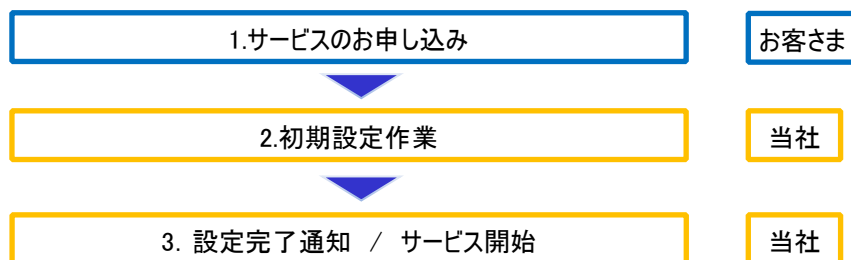 1.サービスのお申し込み お客さま
2.初期設定作業 当社
3. 設定完了通知 / サービス開始 当社